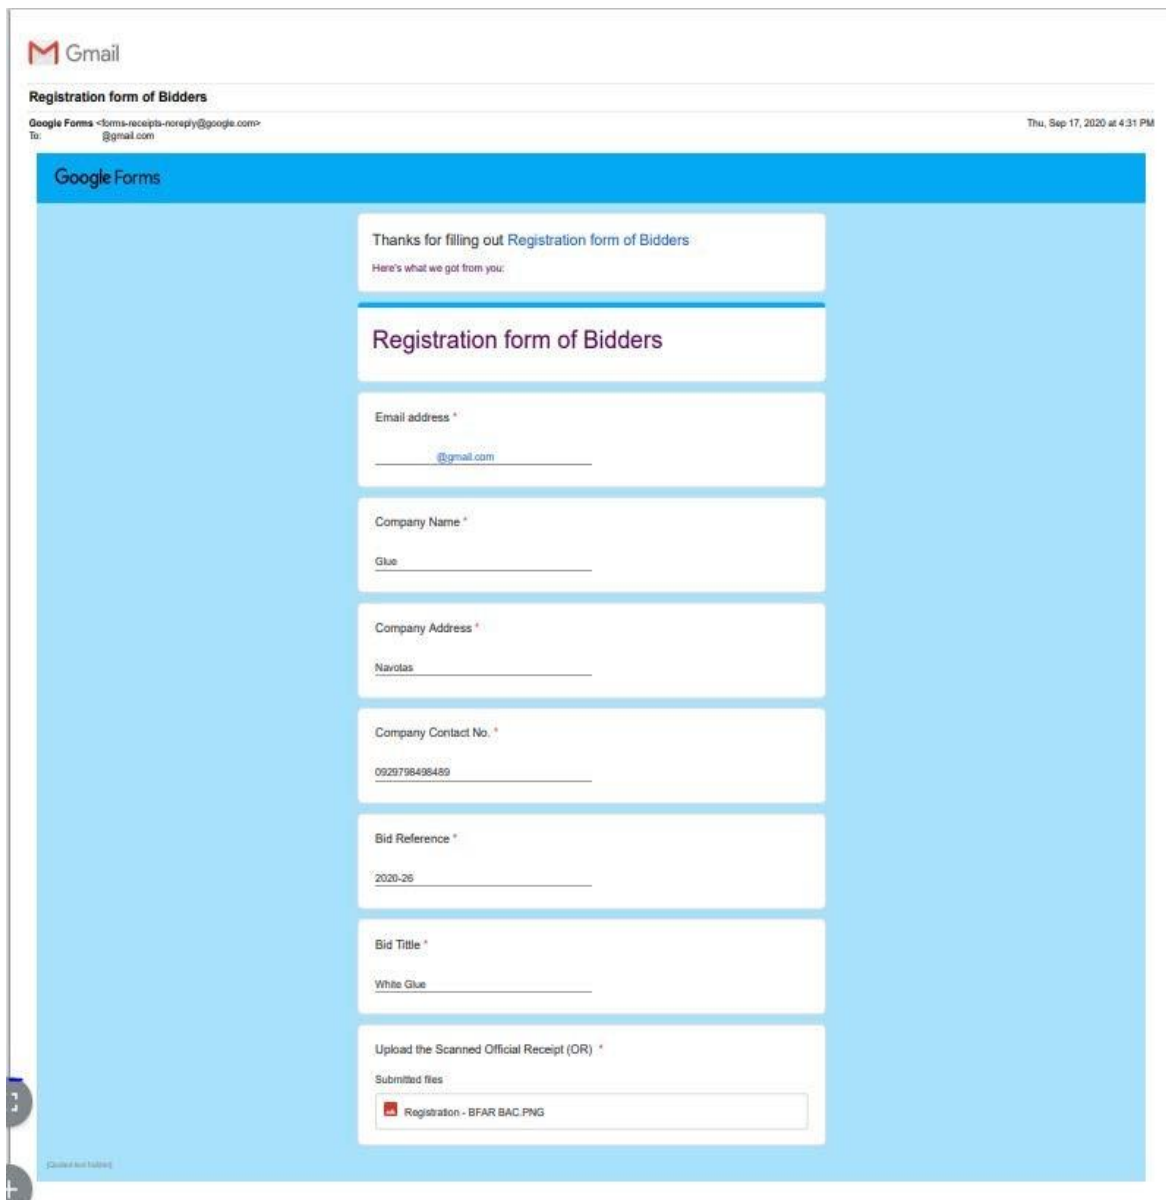 Gmail
Registration form of Bidders
Google Forms <forms-receipts-noreply@google.com>
Thu, Sep 17, 2020 at 4:31 PM
To: @gmail.com
Google Forms
Thanks for filling out Registration form of Bidders
Here's what we got from you:
Registration form of Bidders
Email address *
@gmail.com
Company Name *
Glue
Company Address *
Navotas
Company Contact No. *
0929798498489
Bid Reference *
2020-26
Bid Tittle *
White Glue
Upload the Scanned Official Receipt (OR) *
Submitted files
Registration - BFAR BAC.PNG
[Quoted text hidden]